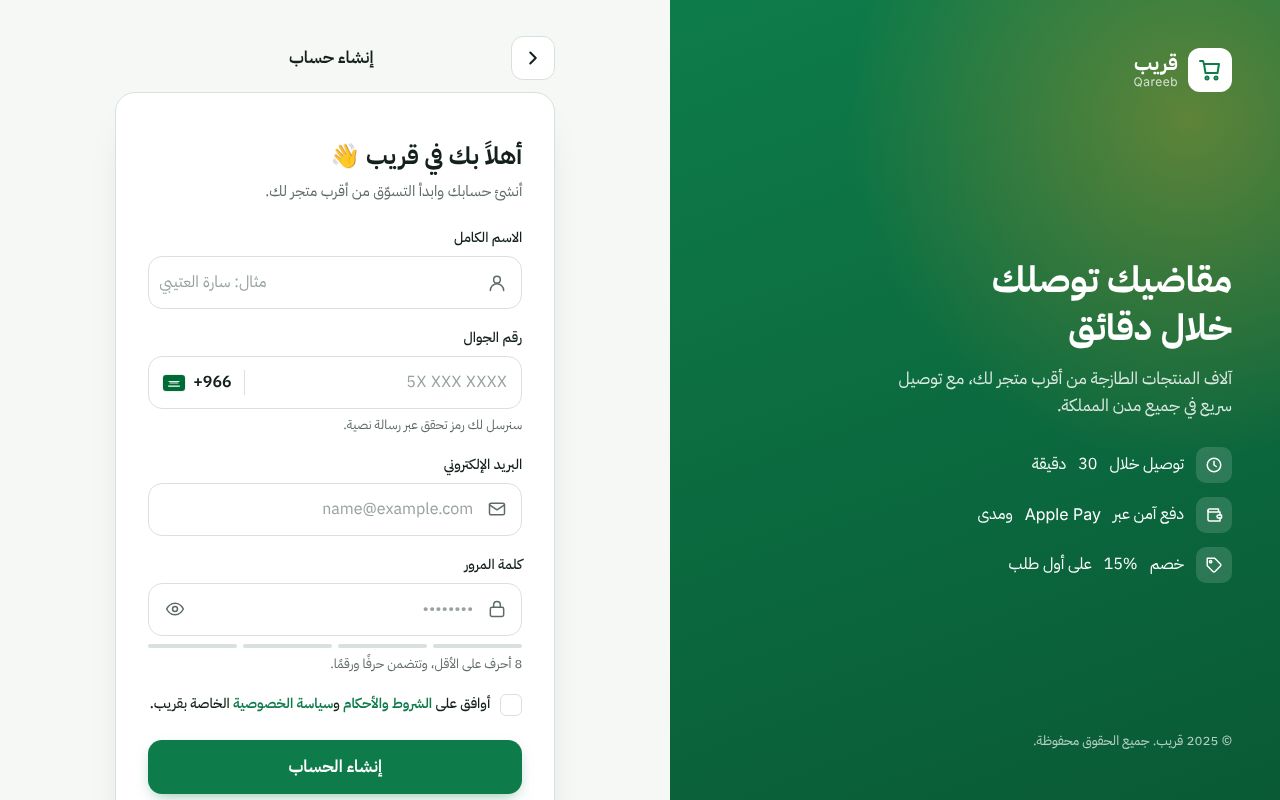 قريب
Qareeb
مقاضيك توصلك
خلال دقائق
آلاف المنتجات الطازجة من أقرب متجر لك، مع توصيل
سريع في جميع مدن المملكة.
توصيل خلال 30 دقيقة
دفع آمن عبر Apple Pay ومدى
خصم 15% على أول طلب
© 2025 قريب. جميع الحقوق محفوظة.
إنشاء حساب
أهلاً بك في قريب 👋
أنشئ حسابك وابدأ التسوّق من أقرب متجر لك.
الاسم الكامل
مثال: سارة العتيبي
رقم الجوال
+966 5X XXX XXXX
سنرسل لك رمز تحقق عبر رسالة نصية.
البريد الإلكتروني
name@example.com
كلمة المرور
••••••••
8 أحرف على الأقل، وتتضمن حرفًا ورقمًا.
أوافق على الشروط والأحكام وسياسة الخصوصية الخاصة بقريب.
إنشاء الحساب